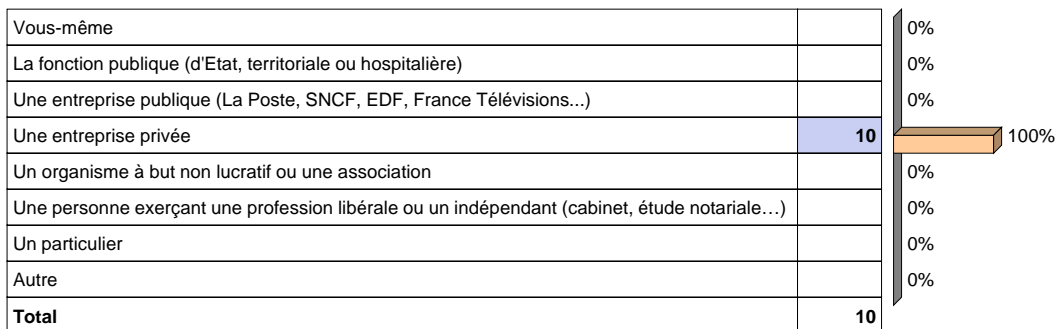 Vous-même 0%
La fonction publique (d'Etat, territoriale ou hospitalière) 0%
Une entreprise publique (La Poste, SNCF, EDF, France Télévisions...) 0%
Une entreprise privée 10 100%
Un organisme à but non lucratif ou une association 0%
Une personne exerçant une profession libérale ou un indépendant (cabinet, étude notariale…) 0%
Un particulier 0%
Autre 0%
Total 10